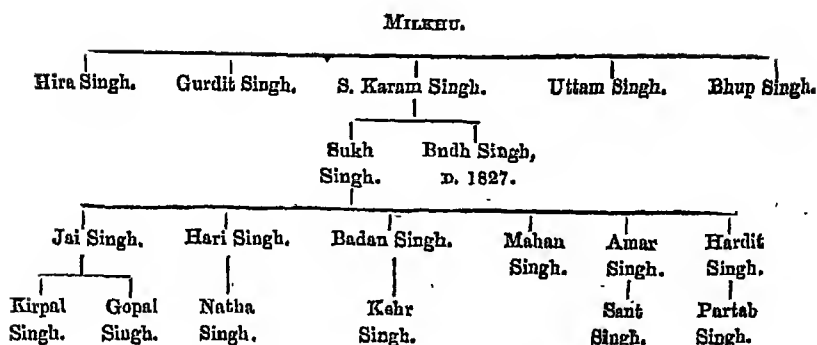 MILKHU.
Hira Singh. Gurdit Singh. S. Karam Singh. Uttam Singh. Bhup Singh.
Sukh Budh Singh,
Singh. D. 1827.
Jai Singh. Hari Singh. Badan Singh. Mahan Amar Hardit
Singh. Singh. Singh.
Kirpal Gopal Natha Kehr Sant Partab
Singh. Singh. Singh. Singh. Singh. Singh.